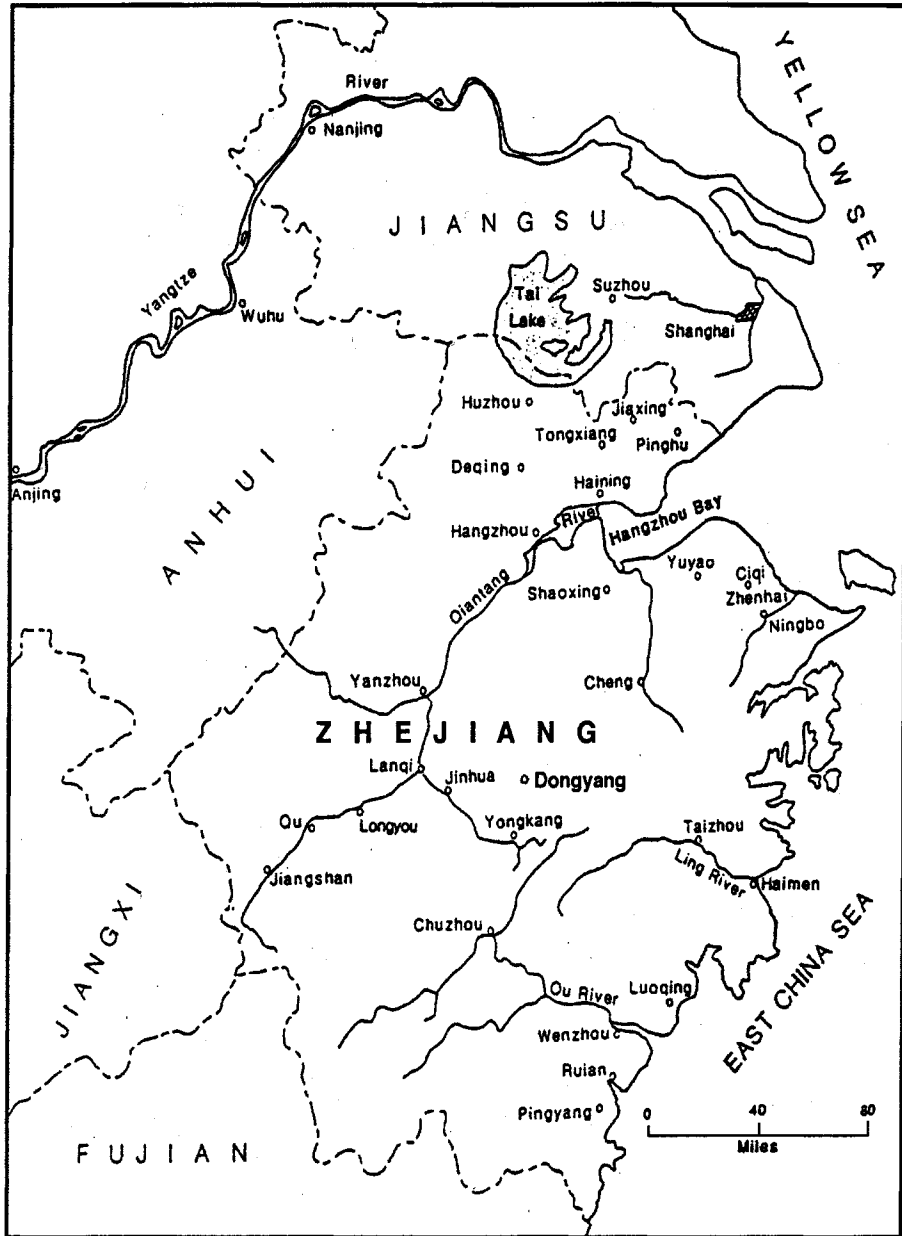 YELLOW SEA
River
Nanjing
JIANGSU
Yangtze
Wuhu
Tai
Lake
Suzhou
Shanghai
Huzhou
Jiaxing
Tongxiang
Pinghu
Anjing
Deqing
Haining
ANHUI
River
Hangzhou
Hangzhou Bay
Qiantang
Yuyao
Ciqi
Shaoxing
Zhenhai
Ningbo
Yanzhou
Cheng
ZHEJIANG
Lanqi
Jinhua
Dongyang
Qu
Longyou
Yongkang
Taizhou
Ling River
Jiangshan
Haimen
JIANGXI
Chuzhou
EAST CHINA SEA
Ou River
Luoqing
Wenzhou
Ruian
Pingyang
0 40 80
Miles
FUJIAN